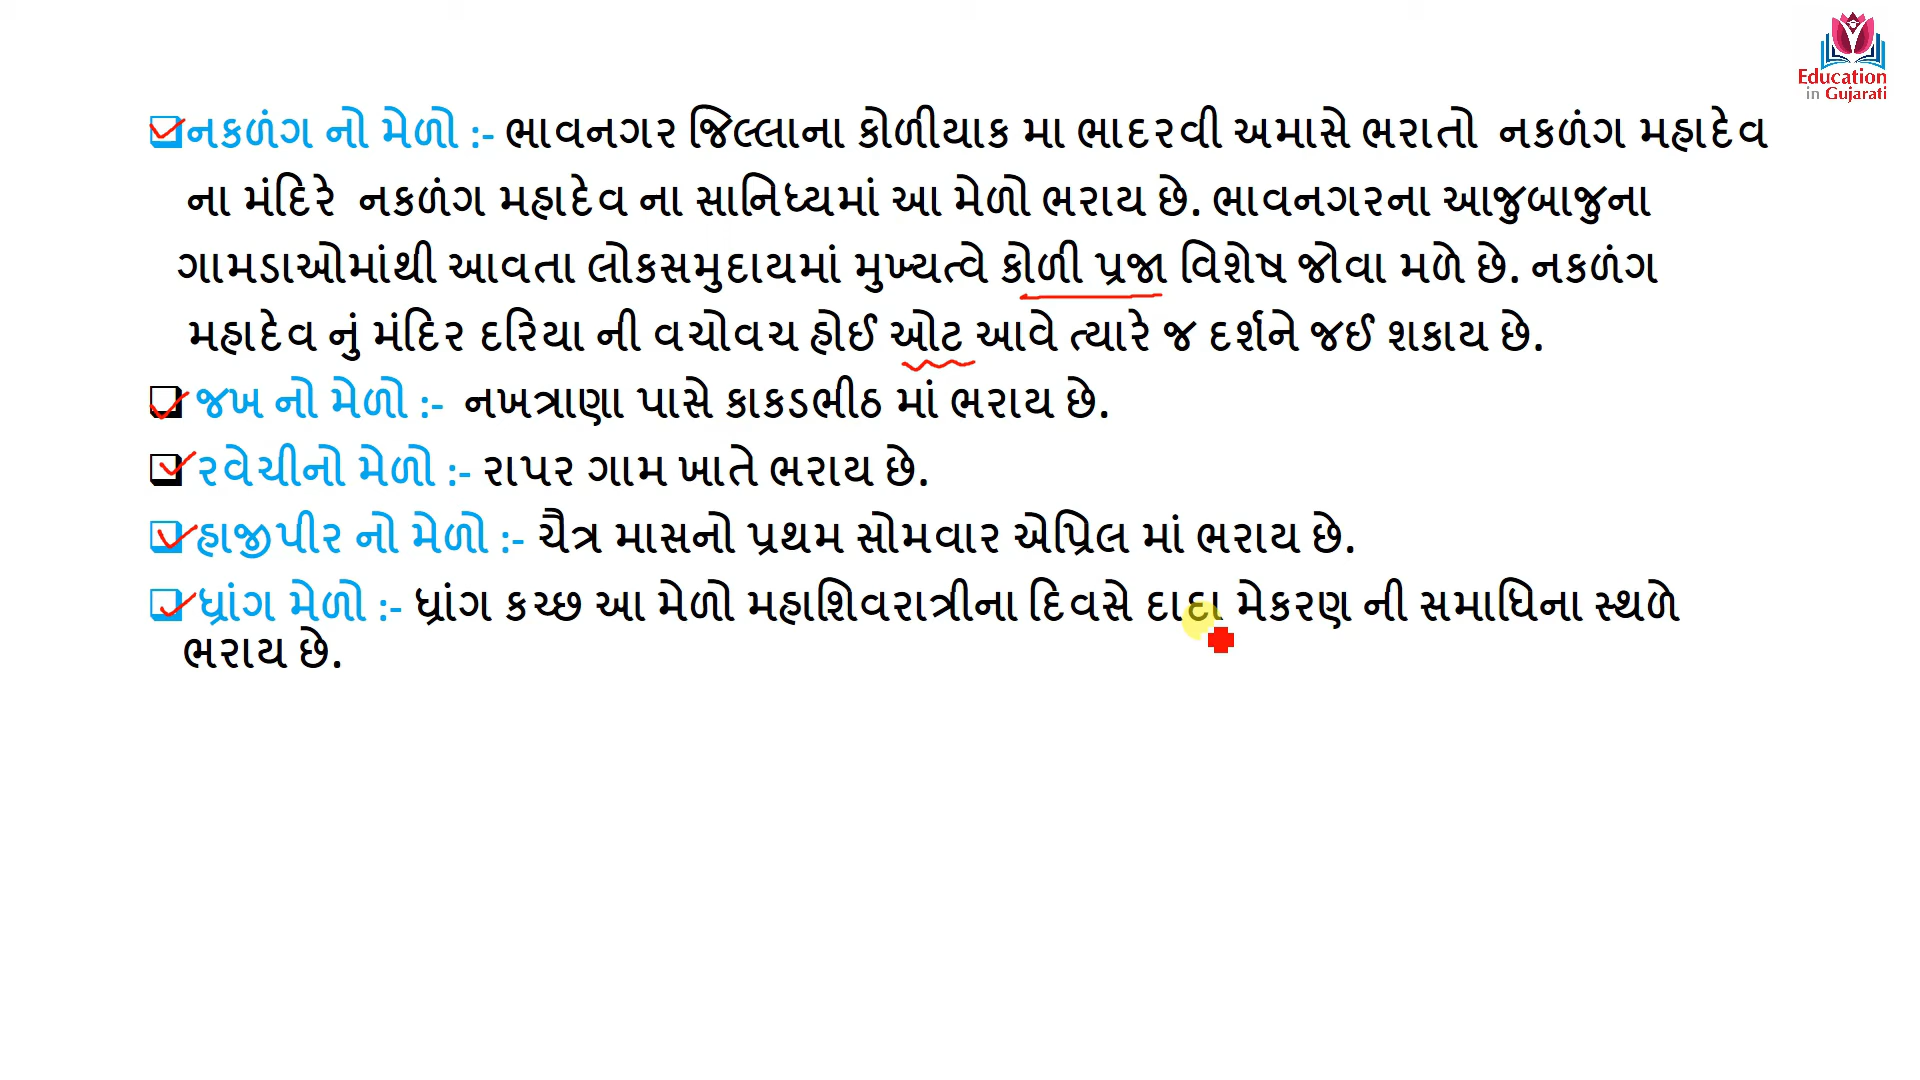 Education
in Gujarati
નકળંગ નો મેળો :- ભાવનગર જિલ્લાના કોળીયાક મા ભાદરવી અમાસે ભરાતો નકળંગ મહાદેવ
ના મંદિરે નકળંગ મહાદેવ ના સાનિધ્યમાં આ મેળો ભરાય છે. ભાવનગરના આજુબાજુના
ગામડાઓમાંથી આવતા લોકસમુદાયમાં મુખ્યત્વે કોળી પ્રજા વિશેષ જોવા મળે છે. નકળંગ
મહાદેવ નું મંદિર દરિયા ની વચોવચ હોઈ ઓટ આવે ત્યારે જ દર્શને જઈ શકાય છે.
જખ નો મેળો :- નખત્રાણા પાસે કાકડભીઠ માં ભરાય છે.
રવેચીનો મેળો :- રાપર ગામ ખાતે ભરાય છે.
હાજીપીર નો મેળો :- ચૈત્ર માસનો પ્રથમ સોમવાર એપ્રિલ માં ભરાય છે.
ધ્રાંગ મેળો :- ધ્રાંગ કચ્છ આ મેળો મહાશિવરાત્રીના દિવસે દાદા મેકરણ ની સમાધિના સ્થળે
ભરાય છે.